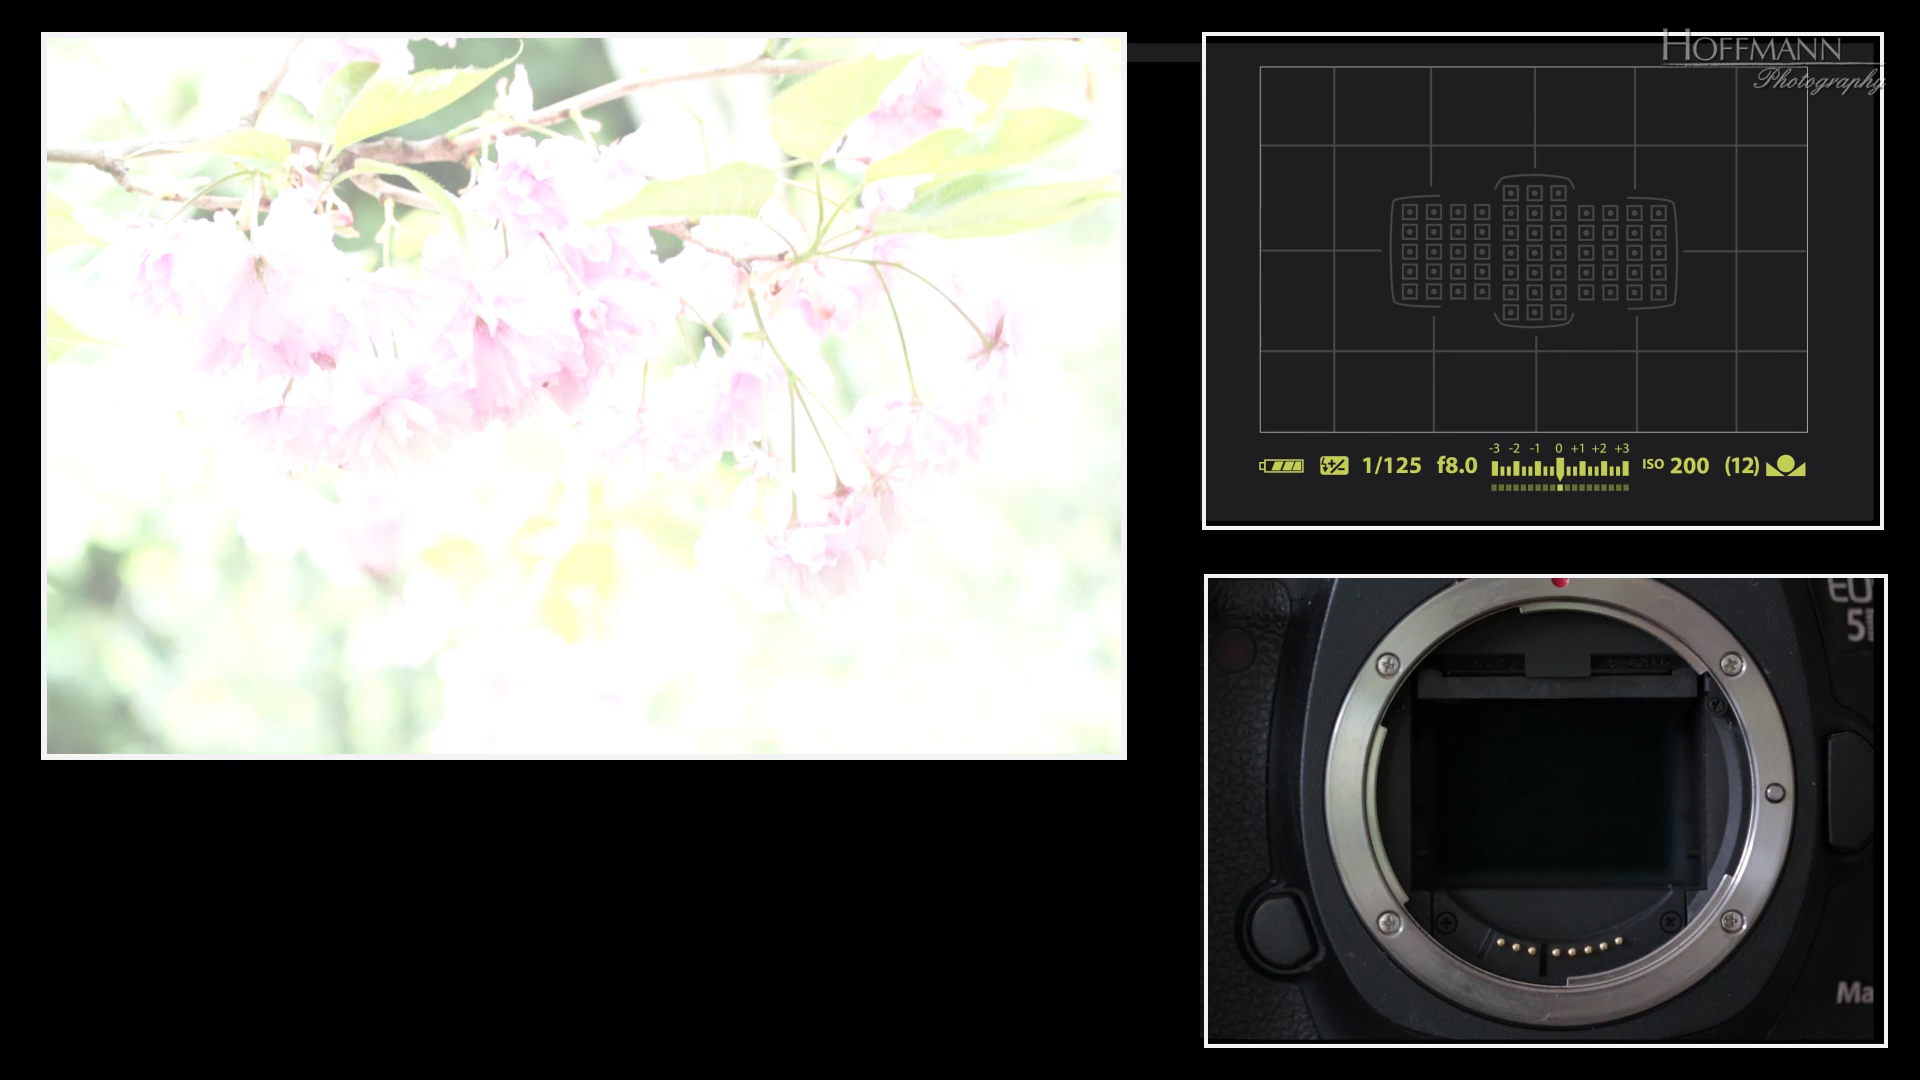 HOFFMANN
Photography
-3 -2 -1 0 +1 +2 +3
1/125 f8.0 ISO 200 (12)
EO
5
Ma